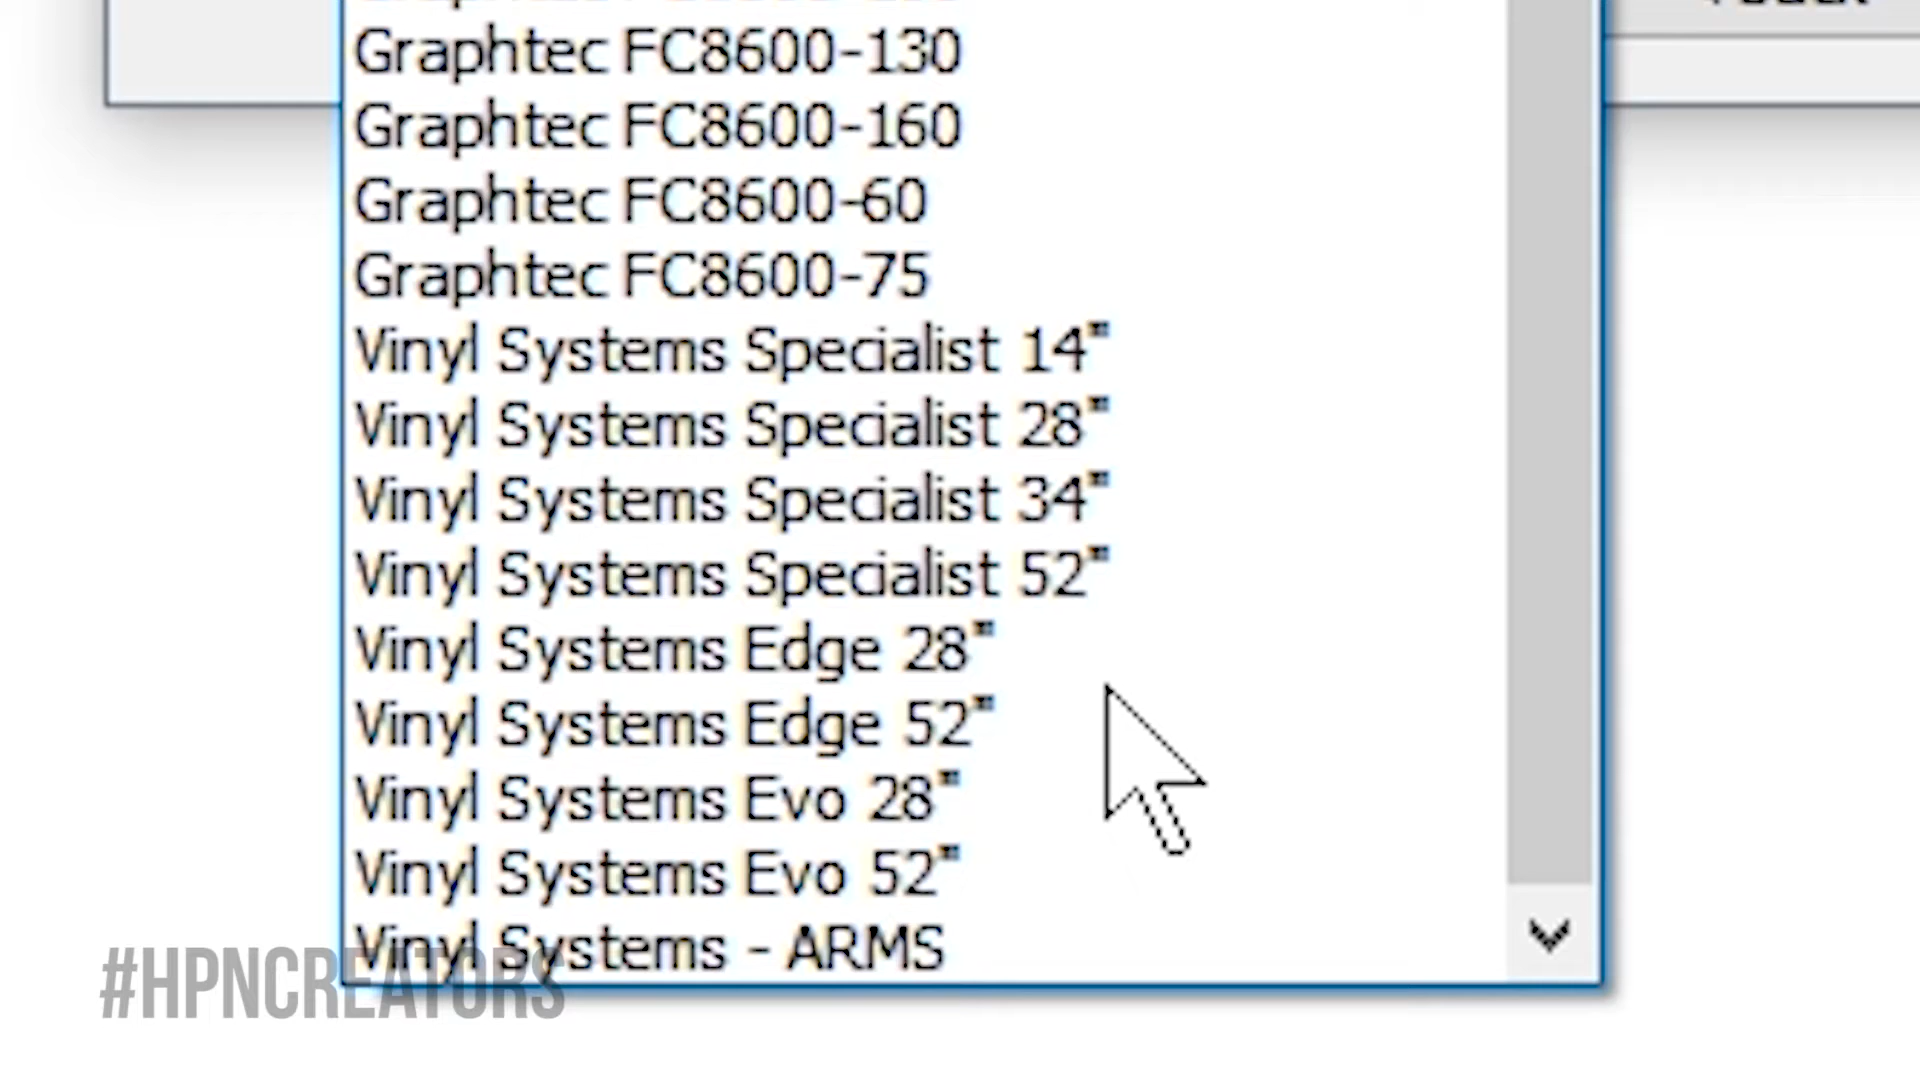 Graphtec FC8600-130
Graphtec FC8600-160
Graphtec FC8600-60
Graphtec FC8600-75
Vinyl Systems Specialist 14"
Vinyl Systems Specialist 28"
Vinyl Systems Specialist 34"
Vinyl Systems Specialist 52"
Vinyl Systems Edge 28"
Vinyl Systems Edge 52"
Vinyl Systems Evo 28"
Vinyl Systems Evo 52"
Vinyl Systems - ARMS
#HPNCREATORS